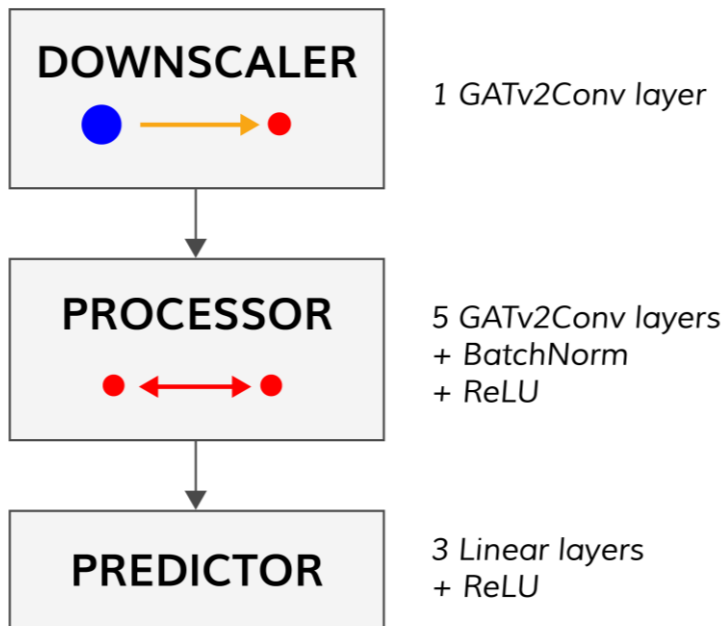 DOWNSCALER
1 GATv2Conv layer
PROCESSOR
5 GATv2Conv layers
+ BatchNorm
+ ReLU
PREDICTOR
3 Linear layers
+ ReLU